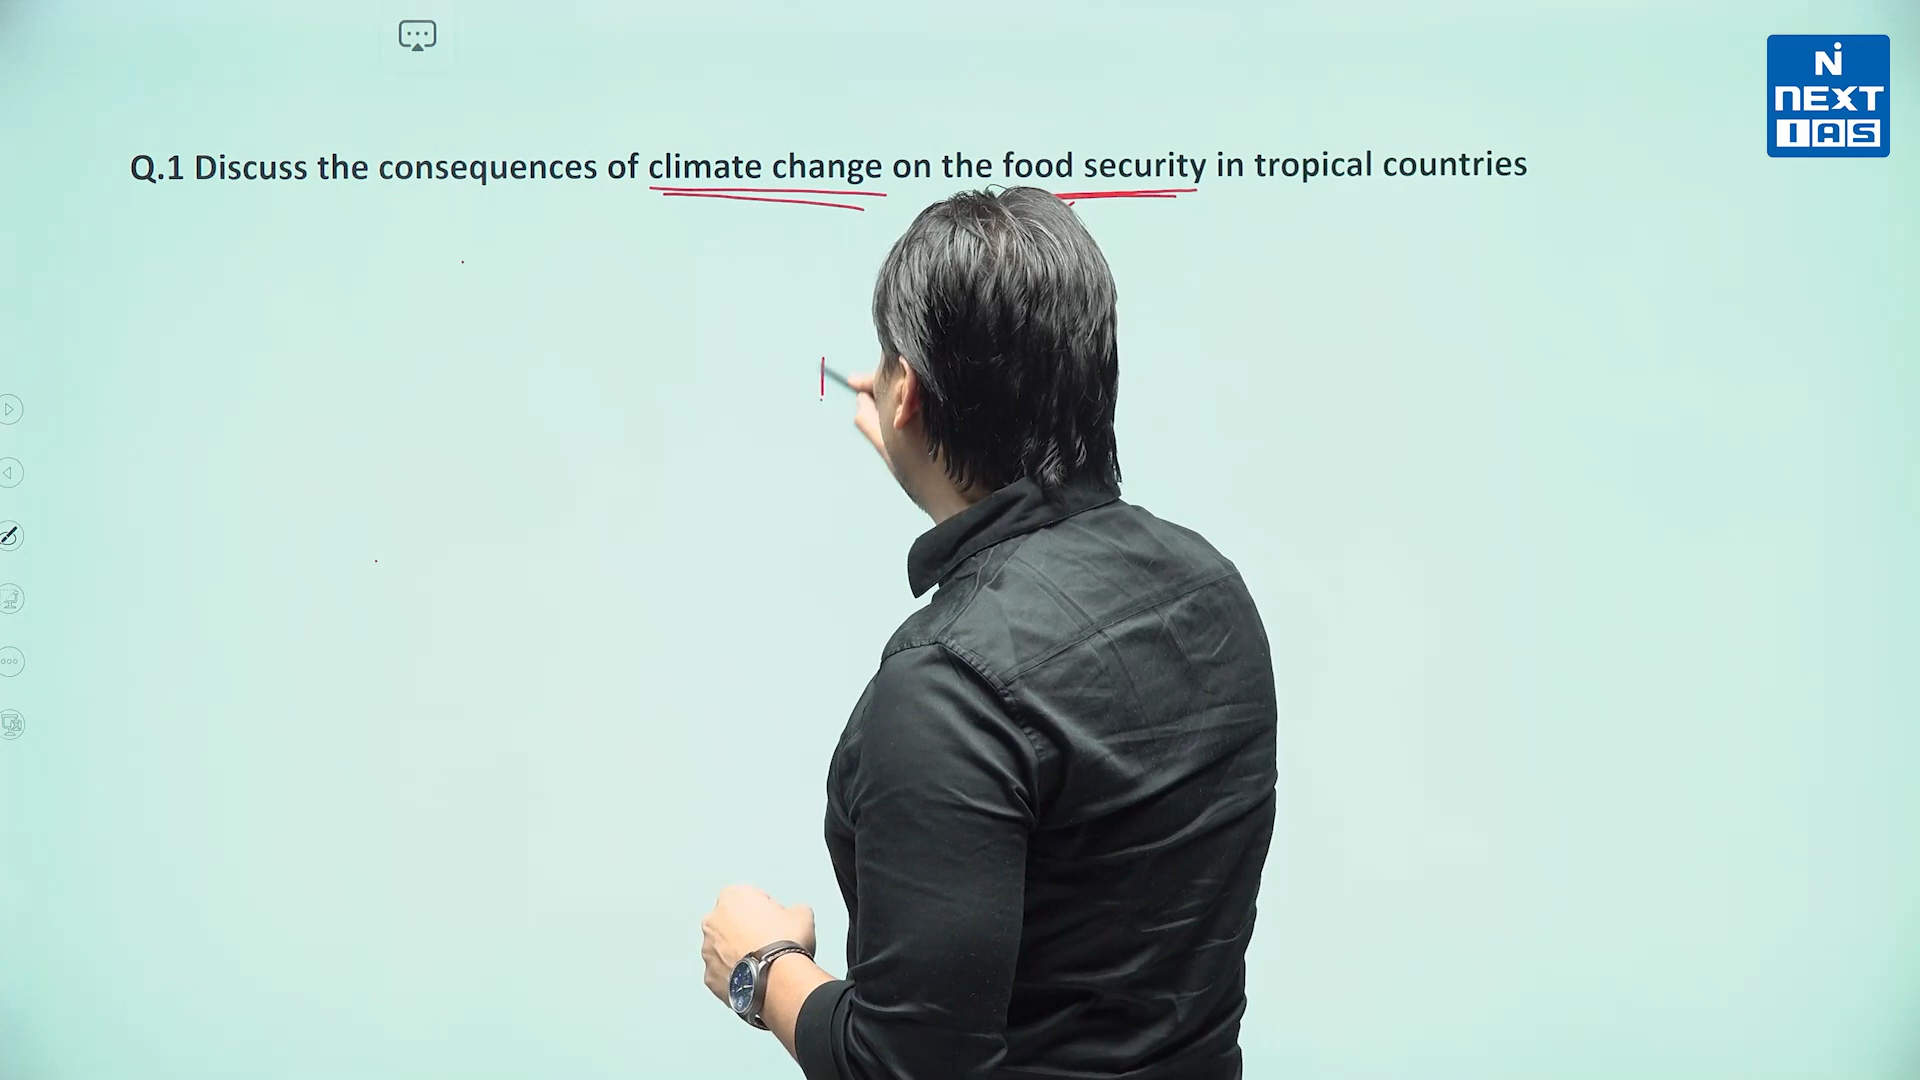 Q.1 Discuss the consequences of climate change on the food security in tropical countries
N
NEXT
IAS